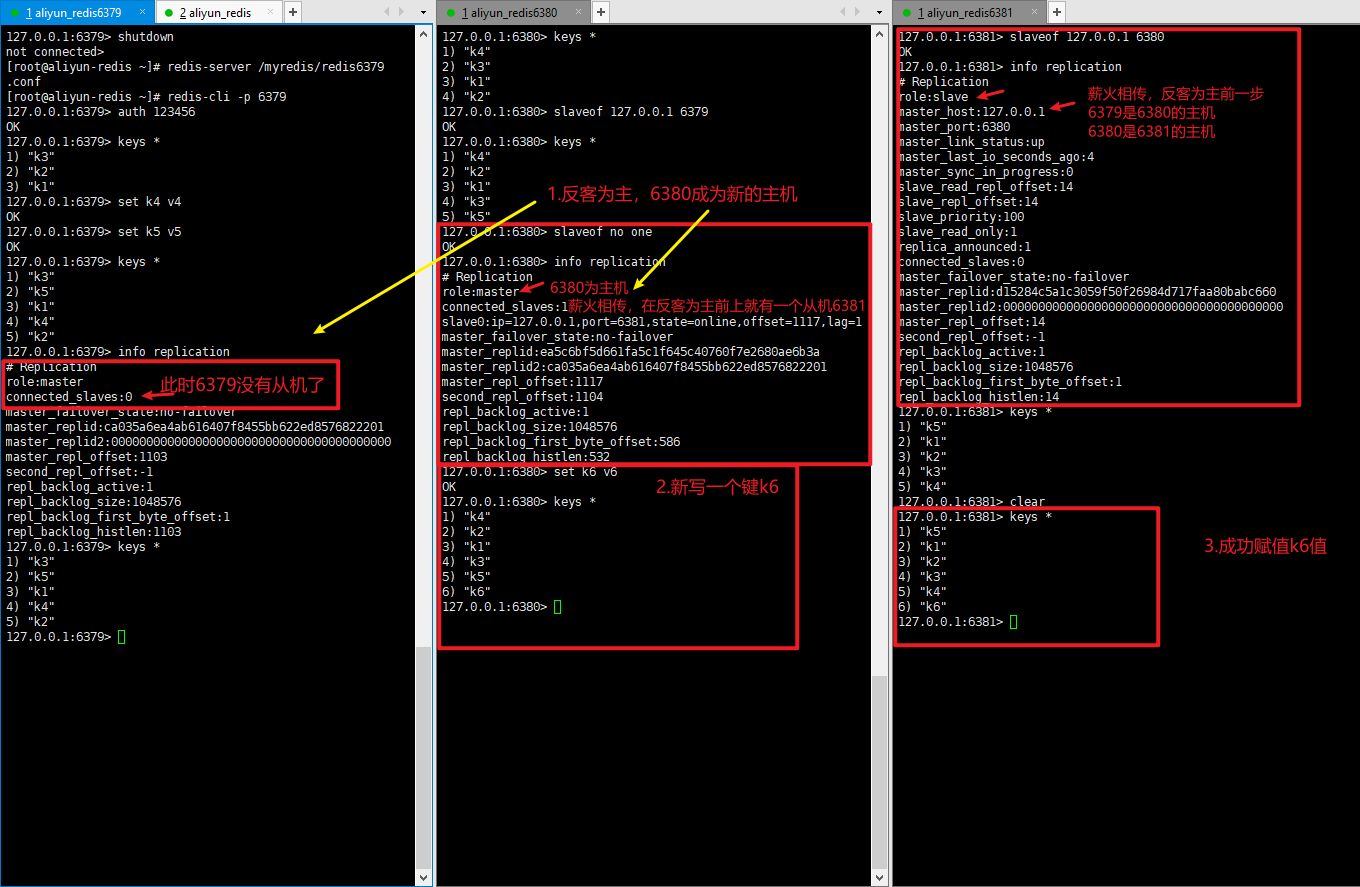 1 aliyun_redis6379
2 aliyun_redis
127.0.0.1:6379> shutdown
not connected>
[root@aliyun-redis ~]# redis-server /myredis/redis6379
.conf
[root@aliyun-redis ~]# redis-cli -p 6379
127.0.0.1:6379> auth 123456
OK
127.0.0.1:6379> keys *
1) "k3"
2) "k2"
3) "k1"
127.0.0.1:6379> set k4 v4
OK
127.0.0.1:6379> set k5 v5
OK
127.0.0.1:6379> keys *
1) "k3"
2) "k5"
3) "k1"
4) "k4"
5) "k2"
127.0.0.1:6379> info replication
# Replication
role:master
connected_slaves:0
此时6379没有从机了
master_failover_state:no-failover
master_replid:ca035a6ea4ab616407f8455bb622ed8576822201
master_replid2:0000000000000000000000000000000000000000
master_repl_offset:1103
second_repl_offset:-1
repl_backlog_active:1
repl_backlog_size:1048576
repl_backlog_first_byte_offset:1
repl_backlog_histlen:1103
127.0.0.1:6379> keys *
1) "k3"
2) "k5"
3) "k1"
4) "k4"
5) "k2"
127.0.0.1:6379>
1 aliyun_redis6380
127.0.0.1:6380> keys *
1) "k4"
2) "k3"
3) "k1"
4) "k2"
127.0.0.1:6380> slaveof 127.0.0.1 6379
OK
127.0.0.1:6380> keys *
1) "k4"
2) "k2"
3) "k1"
4) "k3"
5) "k5"
1.反客为主，6380成为新的主机
127.0.0.1:6380> slaveof no one
OK
127.0.0.1:6380> info replication
# Replication
role:master
6380为主机
connected_slaves:1
薪火相传，在反客为主前上就有一个从机6381
slave0:ip=127.0.0.1,port=6381,state=online,offset=1117,lag=1
master_failover_state:no-failover
master_replid:ea5c6bf5d661fa5c1f645c40760f7e2680ae6b3a
master_replid2:ca035a6ea4ab616407f8455bb622ed8576822201
master_repl_offset:1117
second_repl_offset:1104
repl_backlog_active:1
repl_backlog_size:1048576
repl_backlog_first_byte_offset:586
repl_backlog_histlen:532
127.0.0.1:6380> set k6 v6
OK
2.新写一个键k6
127.0.0.1:6380> keys *
1) "k4"
2) "k2"
3) "k1"
4) "k3"
5) "k5"
6) "k6"
127.0.0.1:6380>
1 aliyun_redis6381
127.0.0.1:6381> slaveof 127.0.0.1 6380
OK
127.0.0.1:6381> info replication
# Replication
role:slave
master_host:127.0.0.1
master_port:6380
薪火相传，反客为主前一步
6379是6380的主机
6380是6381的主机
master_link_status:up
master_last_io_seconds_ago:4
master_sync_in_progress:0
slave_read_repl_offset:14
slave_repl_offset:14
slave_priority:100
slave_read_only:1
replica_announced:1
connected_slaves:0
master_failover_state:no-failover
master_replid:d15284c5a1c3059f50f26984d717faa80babc660
master_replid2:0000000000000000000000000000000000000000
master_repl_offset:14
second_repl_offset:-1
repl_backlog_active:1
repl_backlog_size:1048576
repl_backlog_first_byte_offset:1
repl_backlog_histlen:14
127.0.0.1:6381> keys *
1) "k5"
2) "k1"
3) "k2"
4) "k3"
5) "k4"
127.0.0.1:6381> clear
127.0.0.1:6381> keys *
1) "k5"
2) "k1"
3) "k2"
4) "k3"
5) "k4"
6) "k6"
127.0.0.1:6381>
3.成功赋值k6值